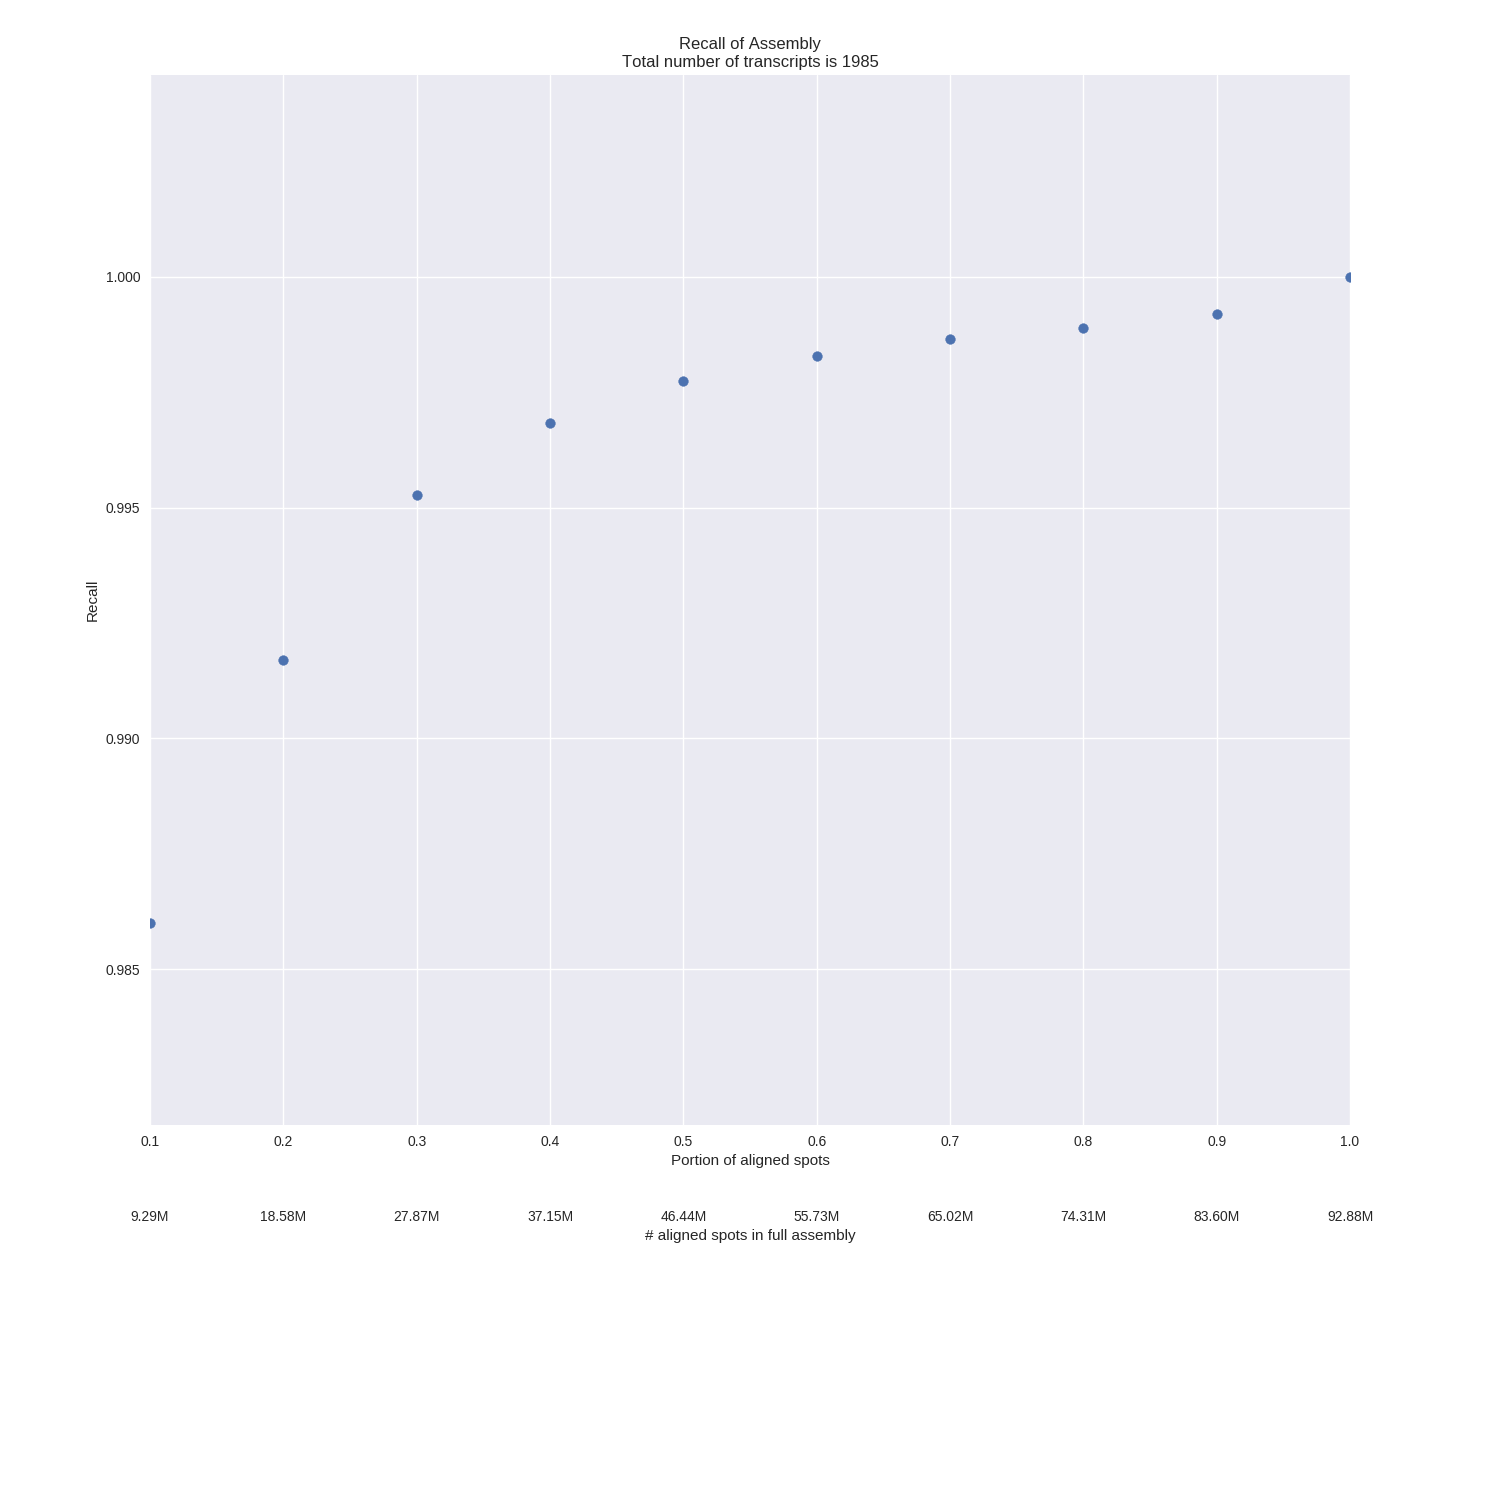 Recall of Assembly
Total number of transcripts is 1985
1.000
0.995
0.990
0.985
Recall
0.1 0.2 0.3 0.4 0.5 0.6 0.7 0.8 0.9 1.0
Portion of aligned spots
9.29M 18.58M 27.87M 37.15M 46.44M 55.73M 65.02M 74.31M 83.60M 92.88M
# aligned spots in full assembly